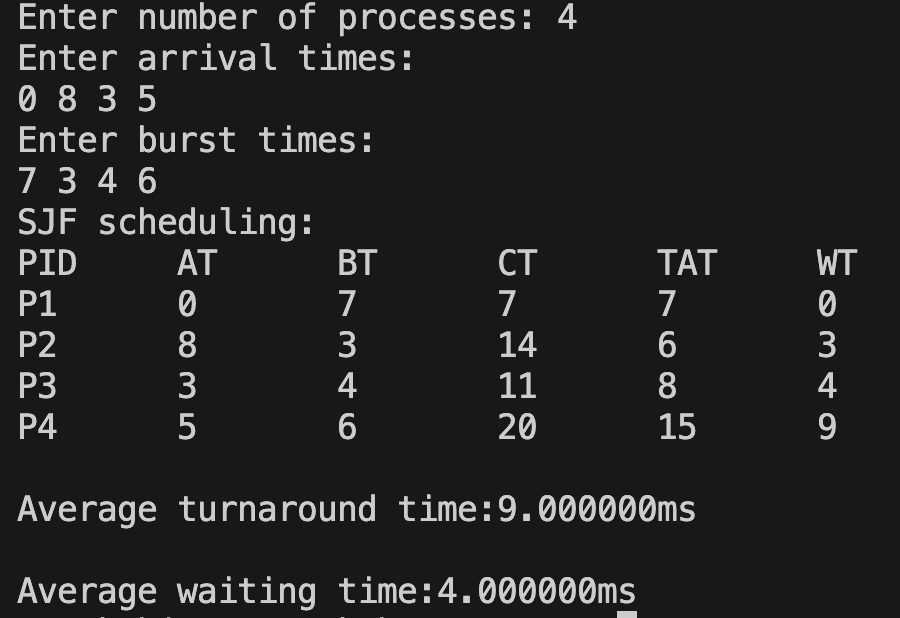 Enter number of processes: 4
Enter arrival times:
0 8 3 5
Enter burst times:
7 3 4 6
SJF scheduling:
PID AT BT CT TAT WT
P1 0 7 7 7 0
P2 8 3 14 6 3
P3 3 4 11 8 4
P4 5 6 20 15 9
Average turnaround time:9.000000ms
Average waiting time:4.000000ms